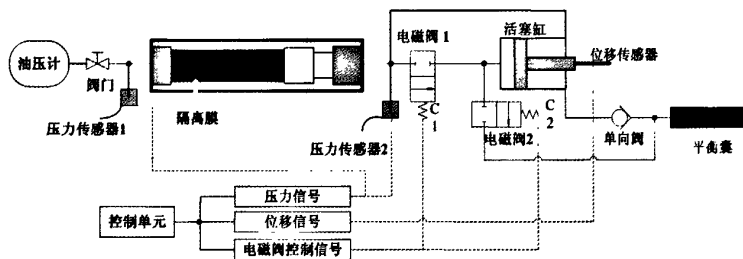 电磁阀 1
活塞缸
油压计
阀门
位移传感器
压力传感器1
隔离膜
压力传感器2
C
1
电磁阀2
C
2
单向阀
平衡囊
控制单元
压力信号
位移信号
电磁阀控制信号